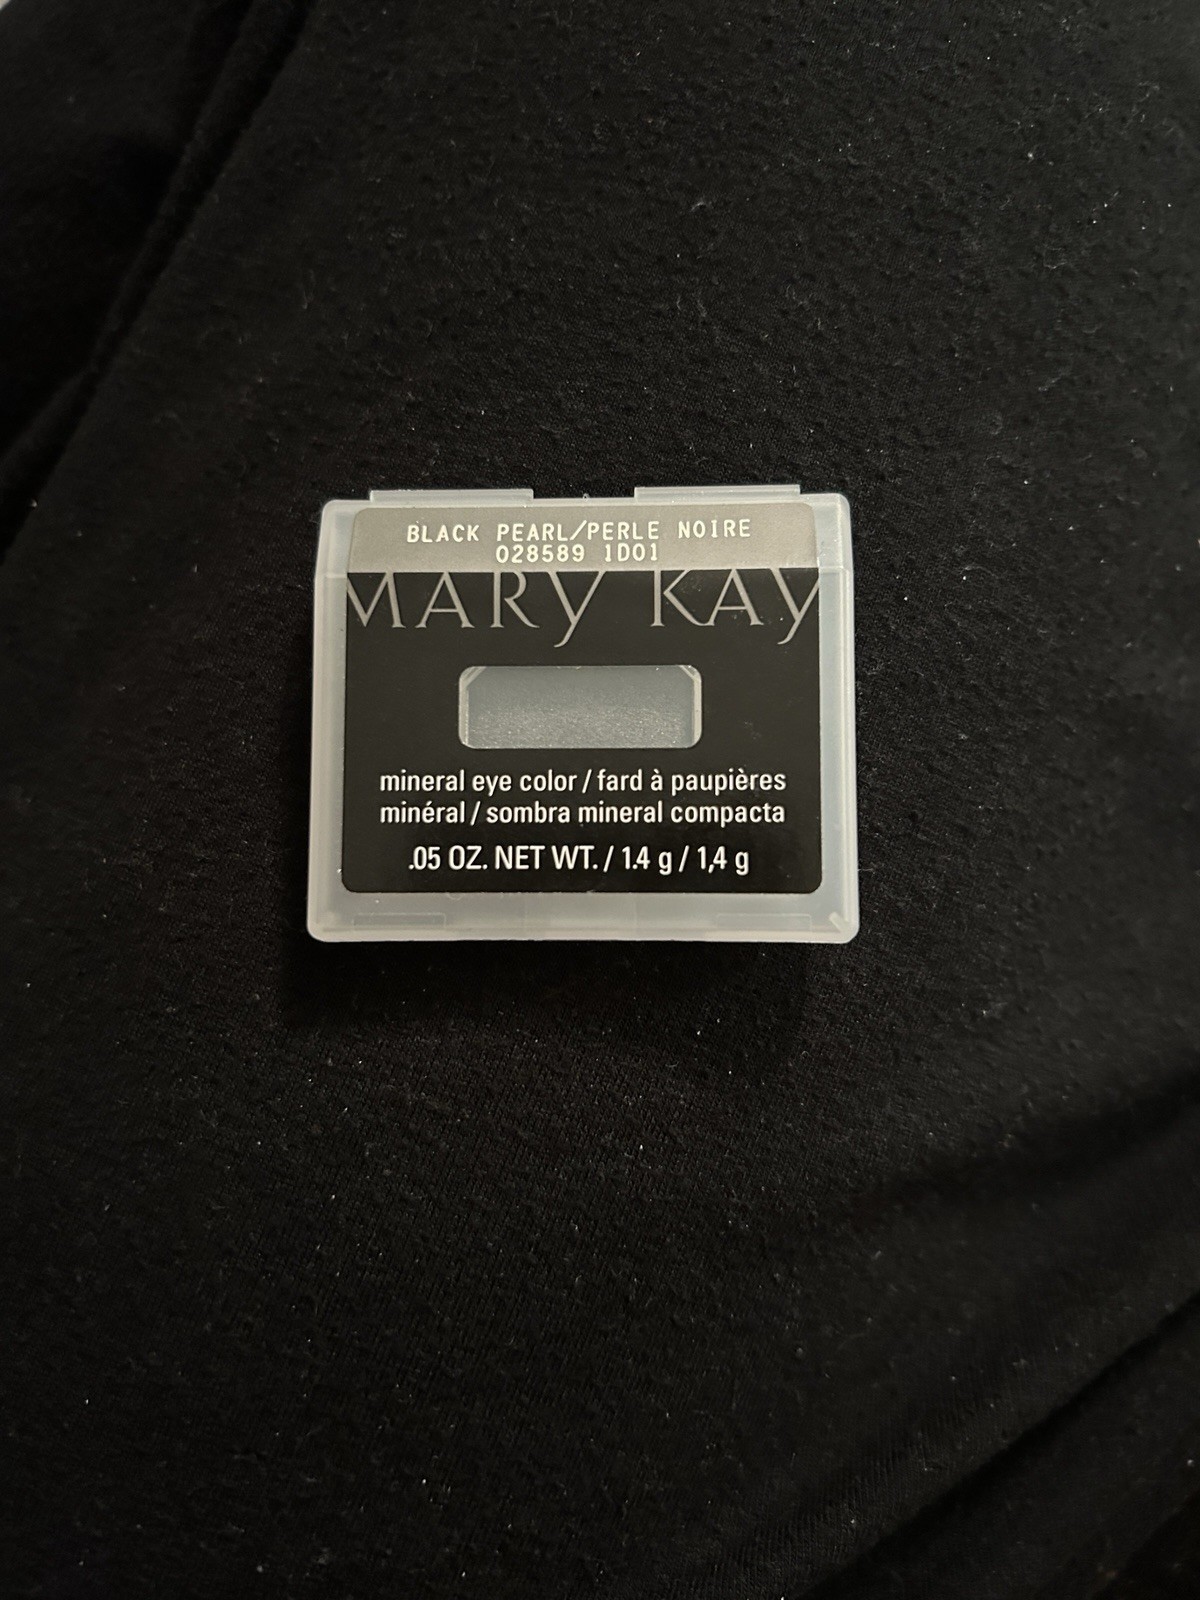 BLACK PEARL/PERLE NOIRE
028589 1D01
MARY KAY
mineral eye color / fard à paupières
minéral / sombra mineral compacta
.05 OZ. NET WT. / 1.4 g / 1,4 g